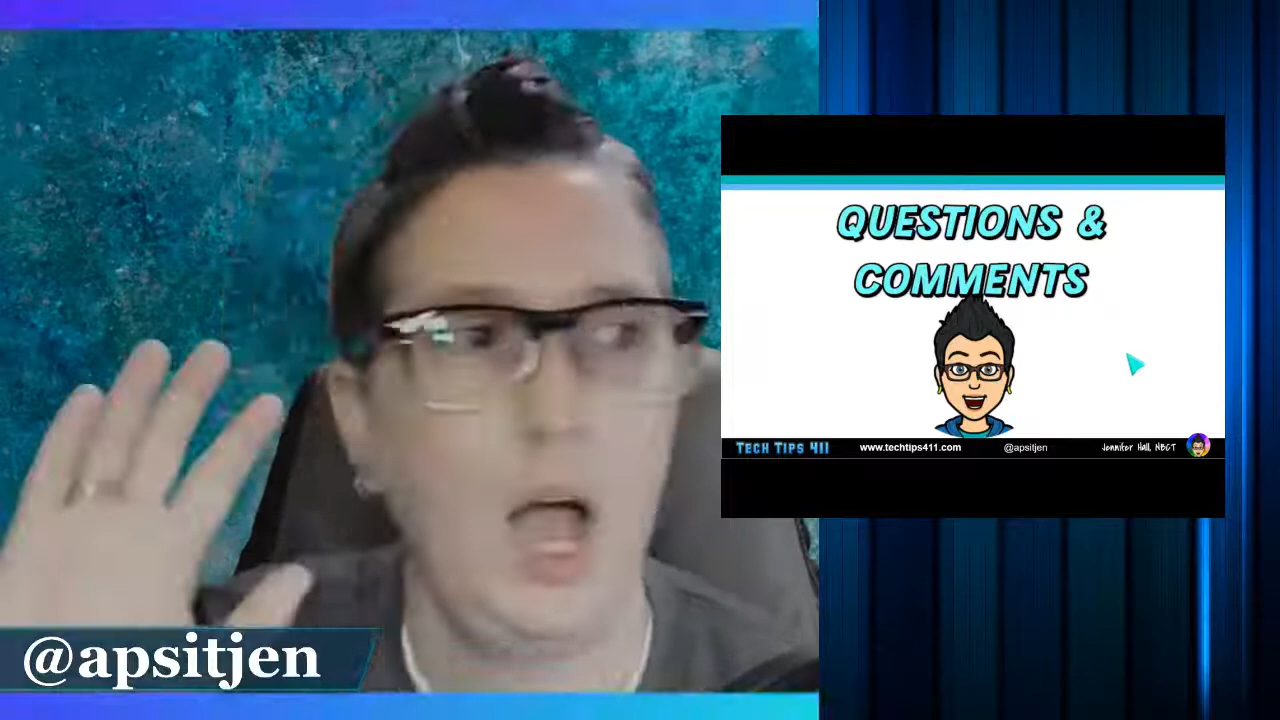 QUESTIONS &
COMMENTS
TECH TIPS 411 www.techtips411.com @apsitjen Jennifer Hall, NBCT
@apsitjen